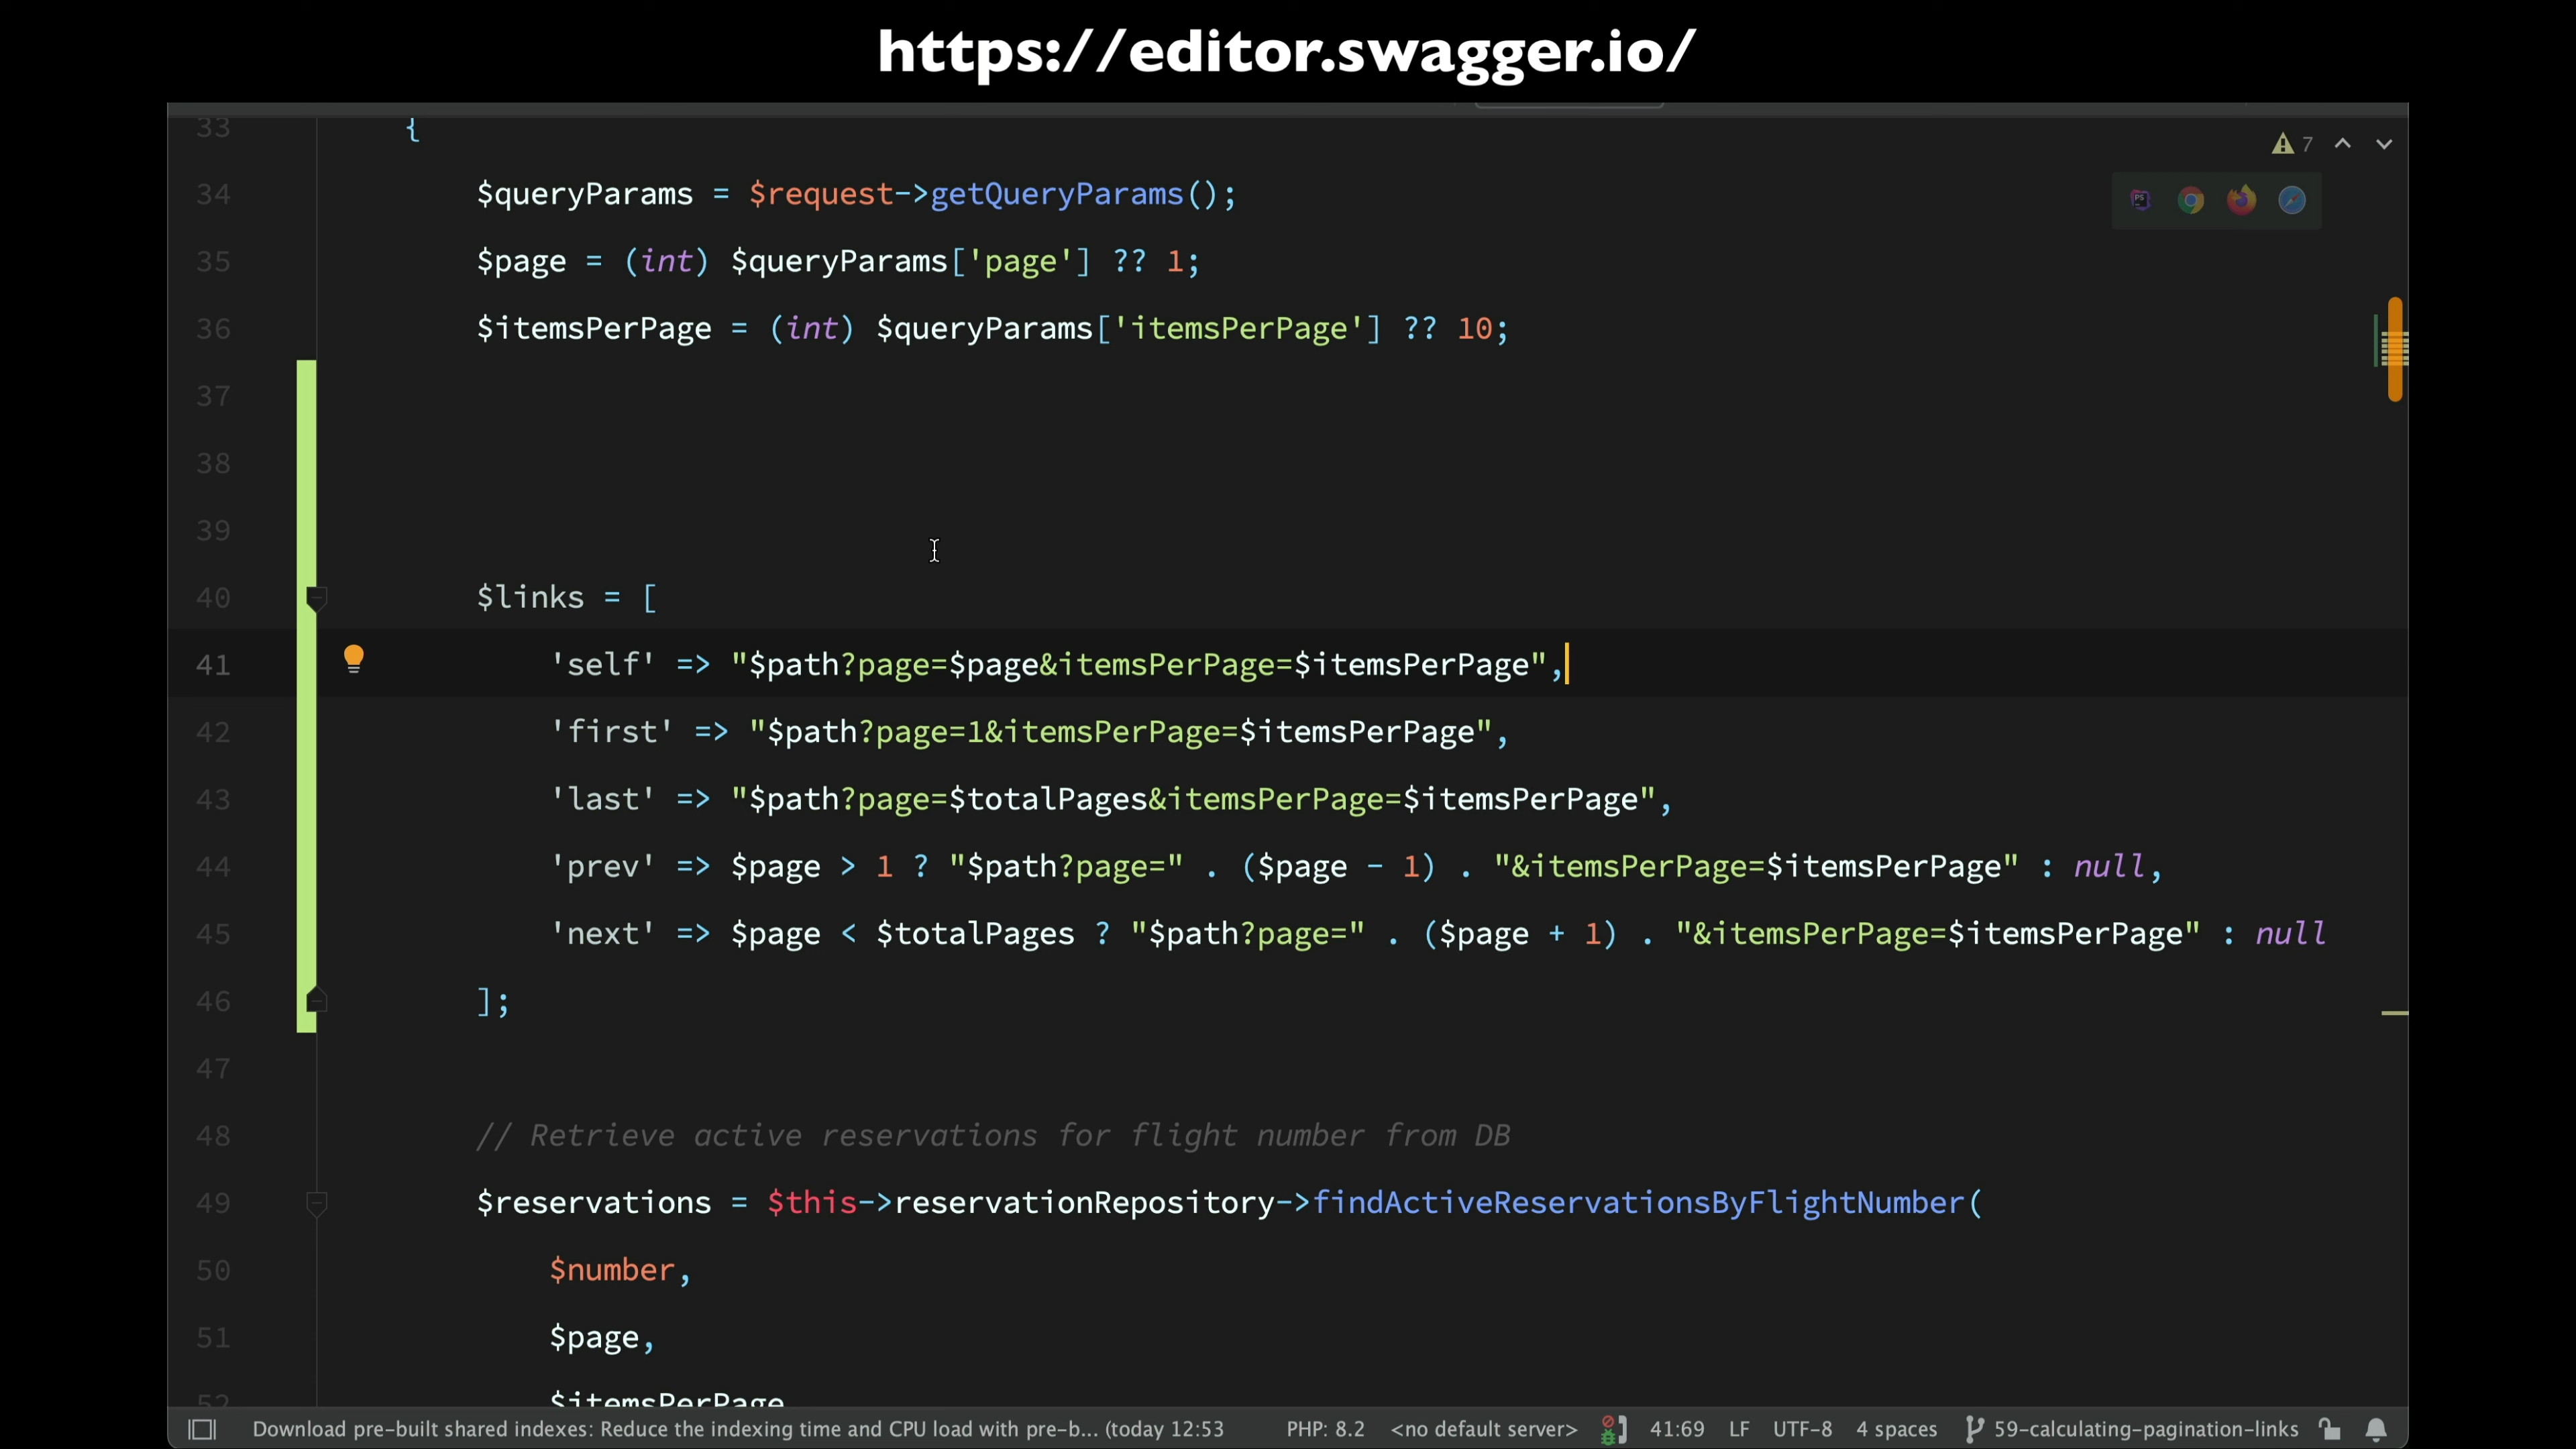 https://editor.swagger.io/
33 {
7
34 $queryParams = $request->getQueryParams();
35 $page = (int) $queryParams['page'] ?? 1;
36 $itemsPerPage = (int) $queryParams['itemsPerPage'] ?? 10;
37
38
39
40 $links = [
41 'self' => "$path?page=$page&itemsPerPage=$itemsPerPage",
42 'first' => "$path?page=1&itemsPerPage=$itemsPerPage",
43 'last' => "$path?page=$totalPages&itemsPerPage=$itemsPerPage",
44 'prev' => $page > 1 ? "$path?page=" . ($page - 1) . "&itemsPerPage=$itemsPerPage" : null,
45 'next' => $page < $totalPages ? "$path?page=" . ($page + 1) . "&itemsPerPage=$itemsPerPage" : null
46 ];
47
48 // Retrieve active reservations for flight number from DB
49 $reservations = $this->reservationRepository->findActiveReservationsByFlightNumber(
50 $number,
51 $page,
52 $itemsPerPage
Download pre-built shared indexes: Reduce the indexing time and CPU load with pre-b... (today 12:53 PHP: 8.2 <no default server> 41:69 LF UTF-8 4 spaces 59-calculating-pagination-links